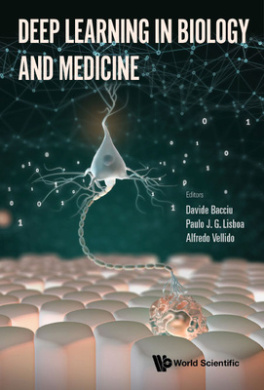 DEEP LEARNING IN BIOLOGY
AND MEDICINE
Editors
Davide Bacciu
Paulo J. G. Lisboa
Alfredo Vellido
World Scientific